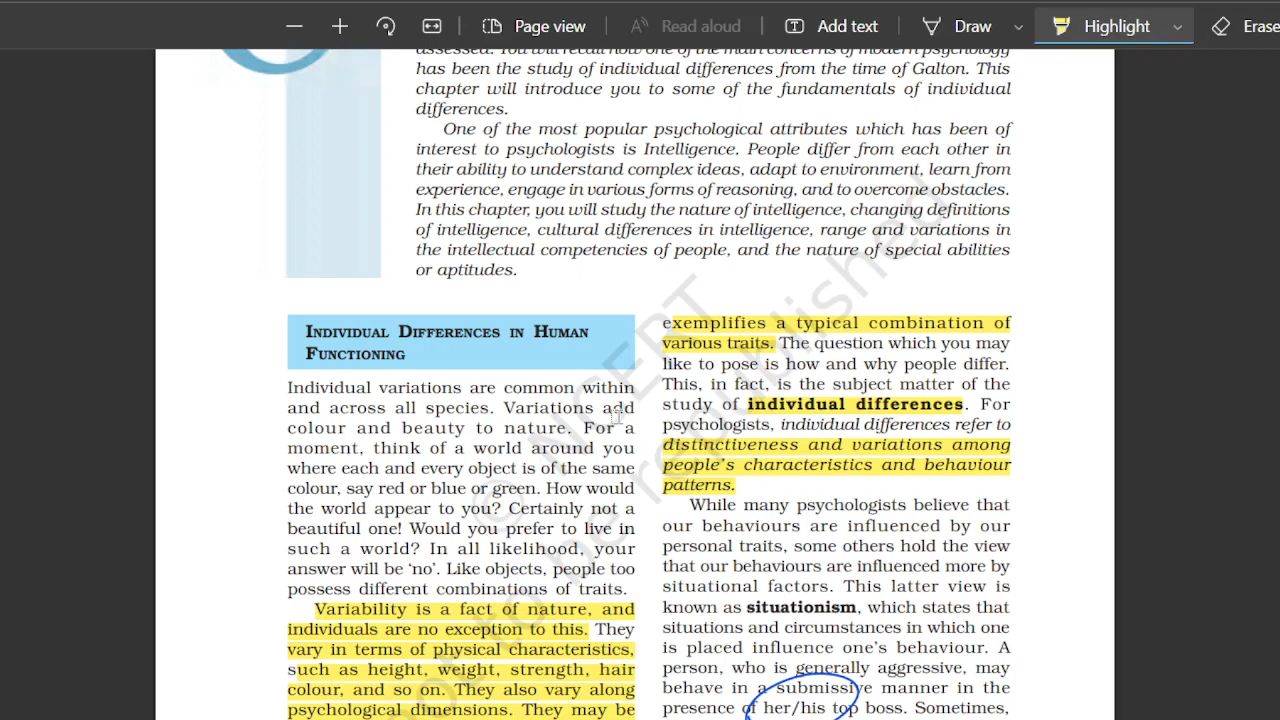 Page view
Read aloud
Add text
Draw
Highlight
Erase
assessed. You will recall how one of the main concerns of modern psychology
has been the study of individual differences from the time of Galton. This
chapter will introduce you to some of the fundamentals of individual
differences.
One of the most popular psychological attributes which has been of
interest to psychologists is Intelligence. People differ from each other in
their ability to understand complex ideas, adapt to environment, learn from
experience, engage in various forms of reasoning, and to overcome obstacles.
In this chapter, you will study the nature of intelligence, changing definitions
of intelligence, cultural differences in intelligence, range and variations in
the intellectual competencies of people, and the nature of special abilities
or aptitudes.
INDIVIDUAL DIFFERENCES IN HUMAN
FUNCTIONING
Individual variations are common within
and across all species. Variations add
colour and beauty to nature. For a
moment, think of a world around you
where each and every object is of the same
colour, say red or blue or green. How would
the world appear to you? Certainly not a
beautiful one! Would you prefer to live in
such a world? In all likelihood, your
answer will be ‘no’. Like objects, people too
possess different combinations of traits.
Variability is a fact of nature, and
individuals are no exception to this. They
vary in terms of physical characteristics,
such as height, weight, strength, hair
colour, and so on. They also vary along
psychological dimensions. They may be
exemplifies a typical combination of
various traits. The question which you may
like to pose is how and why people differ.
This, in fact, is the subject matter of the
study of individual differences. For
psychologists, individual differences refer to
distinctiveness and variations among
people’s characteristics and behaviour
patterns.
While many psychologists believe that
our behaviours are influenced by our
personal traits, some others hold the view
that our behaviours are influenced more by
situational factors. This latter view is
known as situationism, which states that
situations and circumstances in which one
is placed influence one’s behaviour. A
person, who is generally aggressive, may
behave in a submissive manner in the
presence of her/his top boss. Sometimes,
© NCERT
not to be republished